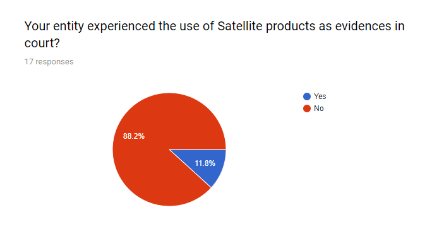 Your entity experienced the use of Satellite products as evidences in
court?
17 responses
Yes
No
88.2%
11.8%